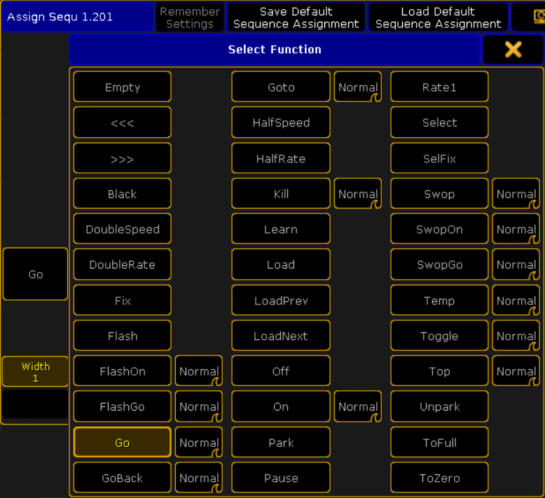 Assign Sequ 1.201
Remember
Settings
Save Default
Sequence Assignment
Load Default
Sequence Assignment
Select Function
Empty
Goto
Normal
Rate1
<<<
HalfSpeed
Select
>>>
HalfRate
SelFix
Black
Kill
Normal
Swop
Normal
DoubleSpeed
Learn
SwopOn
Normal
Go
DoubleRate
Load
SwopGo
Normal
Fix
LoadPrev
Temp
Normal
Flash
LoadNext
Toggle
Normal
Width
1
FlashOn
Normal
Off
Top
Normal
FlashGo
Normal
On
Normal
Unpark
Go
Normal
Park
ToFull
GoBack
Normal
Pause
ToZero